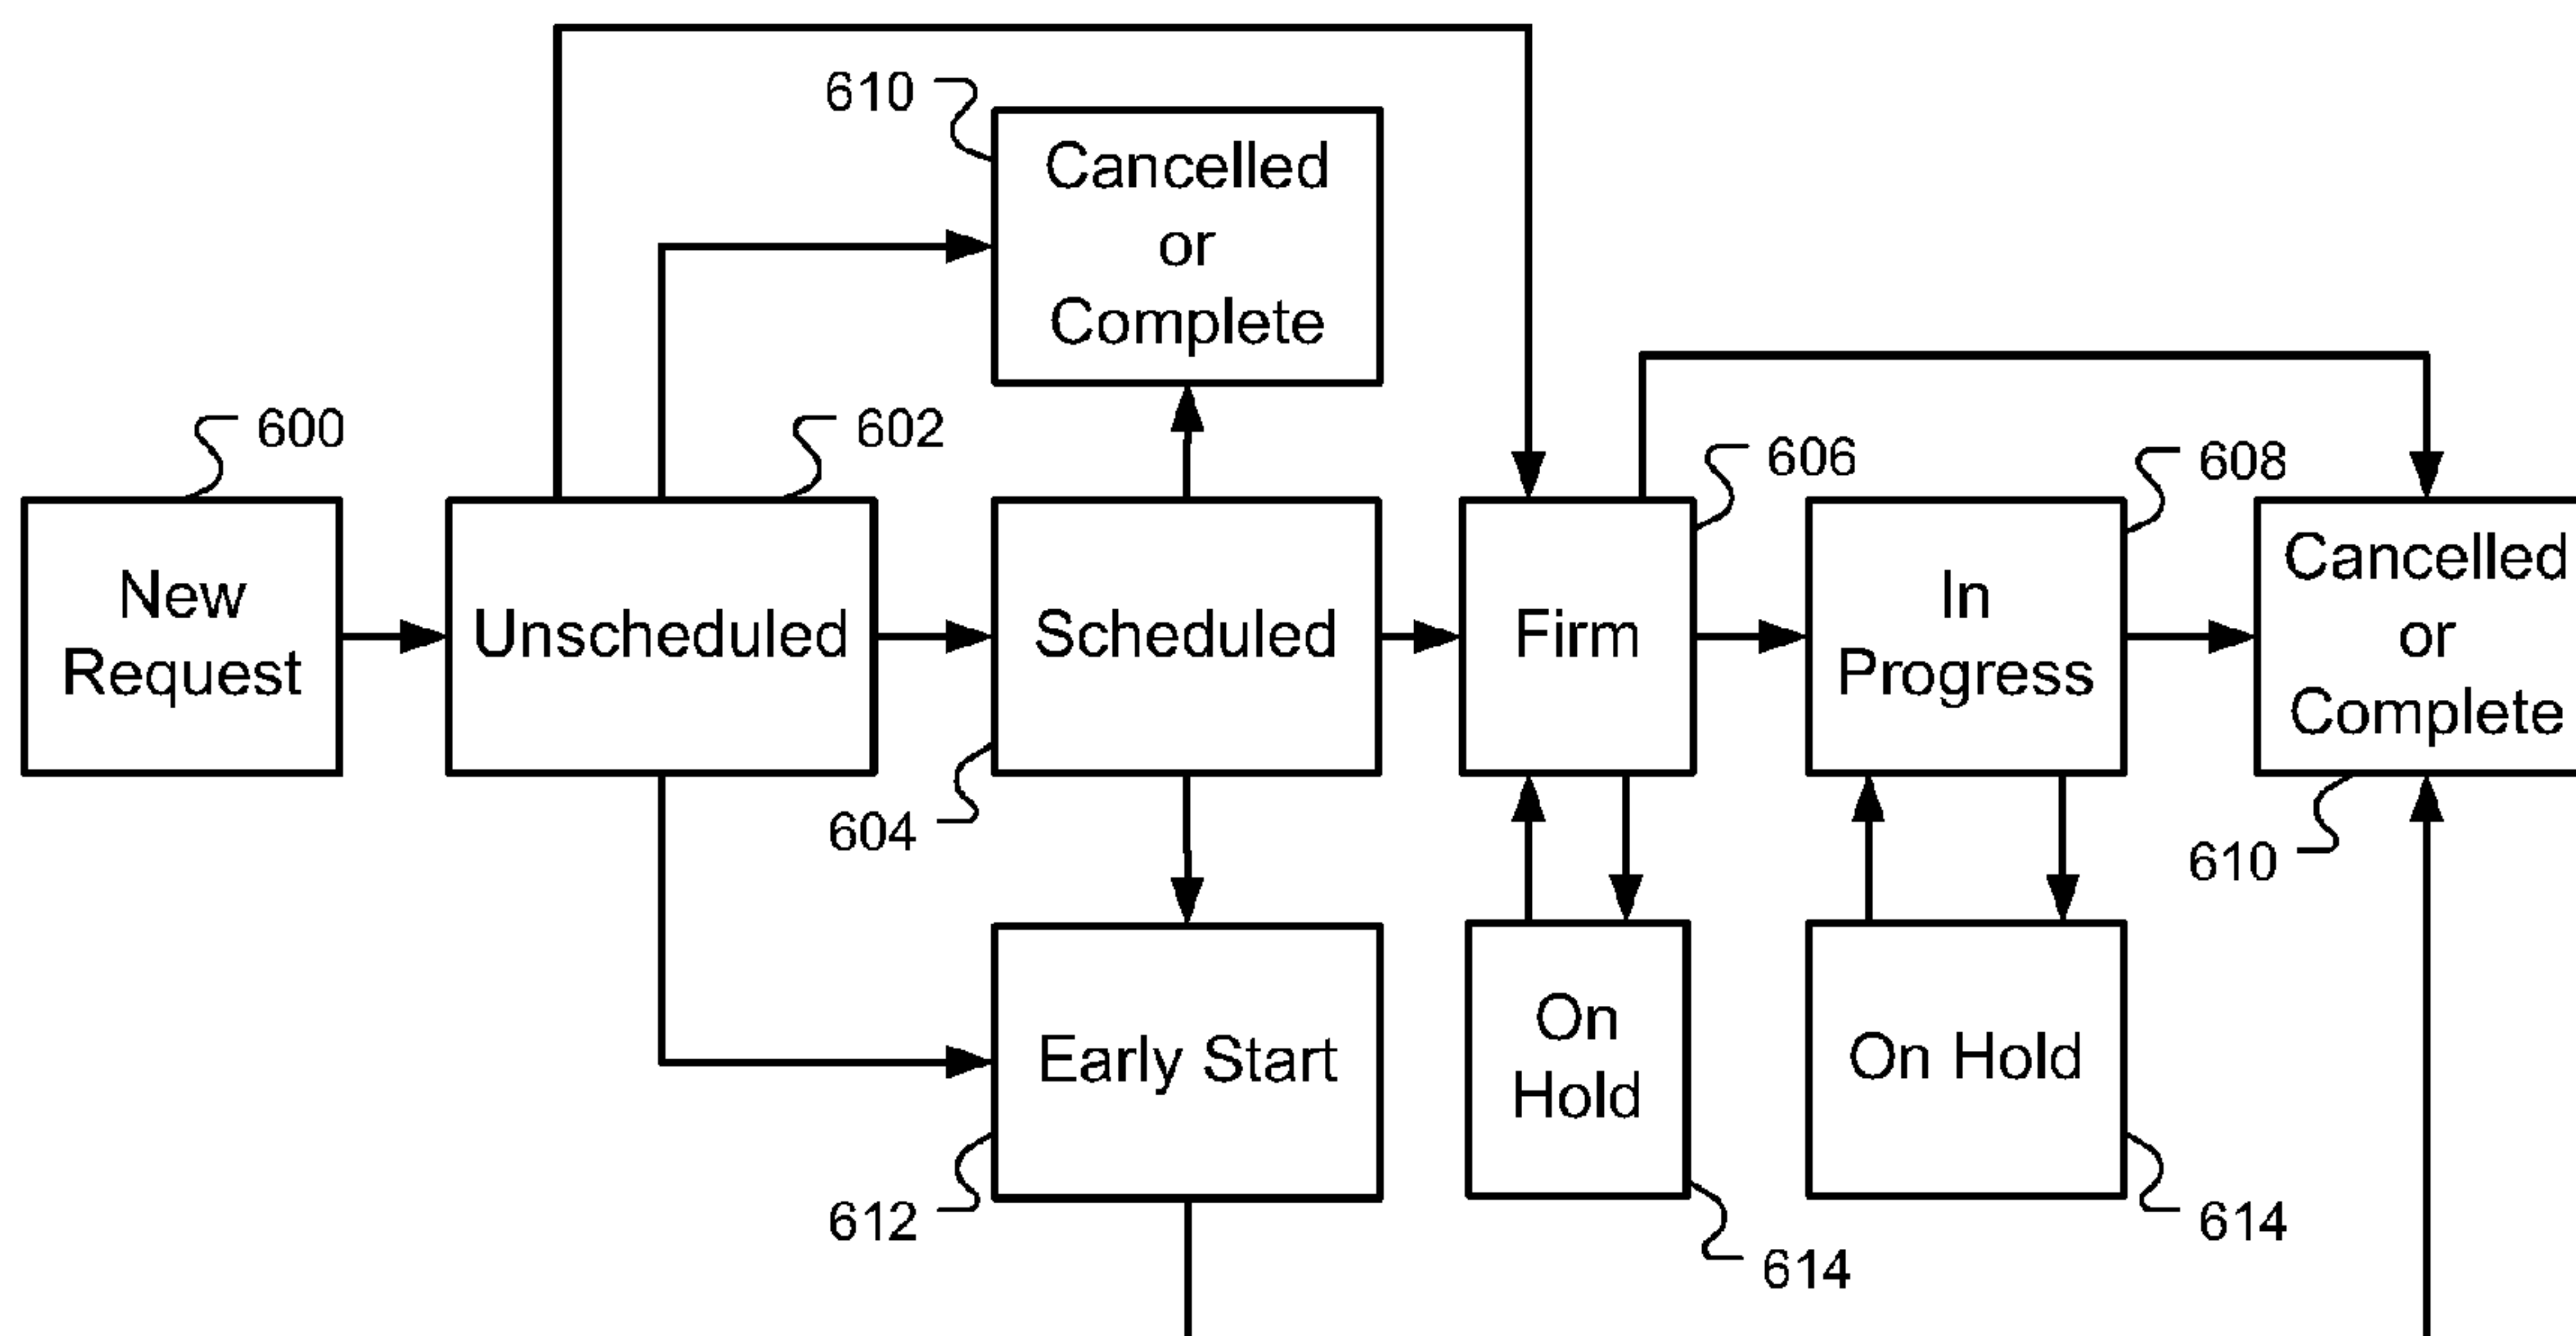 610
Cancelled
or
Complete
600
602
606
608
New
Request
Unscheduled
Scheduled
Firm
In
Progress
Cancelled
or
Complete
604
610
Early Start
On
Hold
On Hold
612
614
614